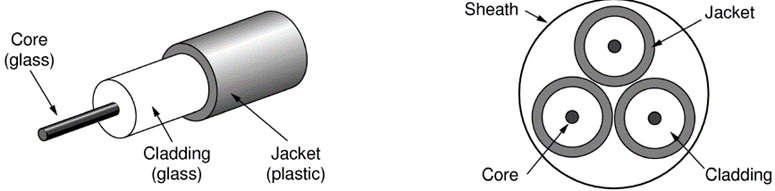 Core
(glass)
Cladding
(glass)
Jacket
(plastic)
Sheath
Jacket
Core
Cladding